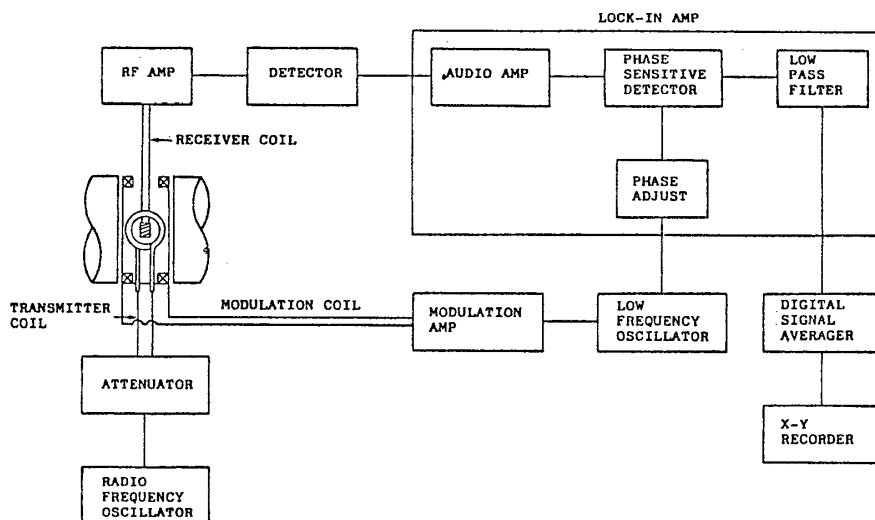 LOCK-IN AMP
RF AMP
DETECTOR
AUDIO AMP
PHASE
SENSITIVE
DETECTOR
LOW
PASS
FILTER
RECEIVER COIL
PHASE
ADJUST
TRANSMITTER
COIL
MODULATION COIL
MODULATION
AMP
LOW
FREQUENCY
OSCILLATOR
DIGITAL
SIGNAL
AVERAGER
ATTENUATOR
X-Y
RECORDER
RADIO
FREQUENCY
OSCILLATOR